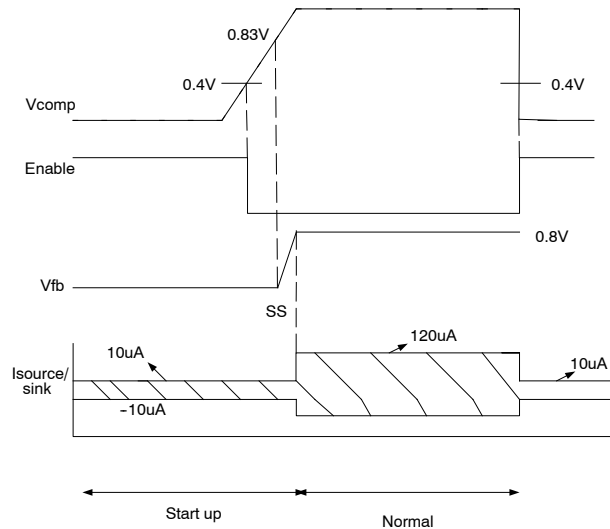 0.83V
0.4V
0.4V
Vcomp
Enable
0.8V
Vfb
SS
120uA
10uA
10uA
Isource/
sink
-10uA
Start up
Normal